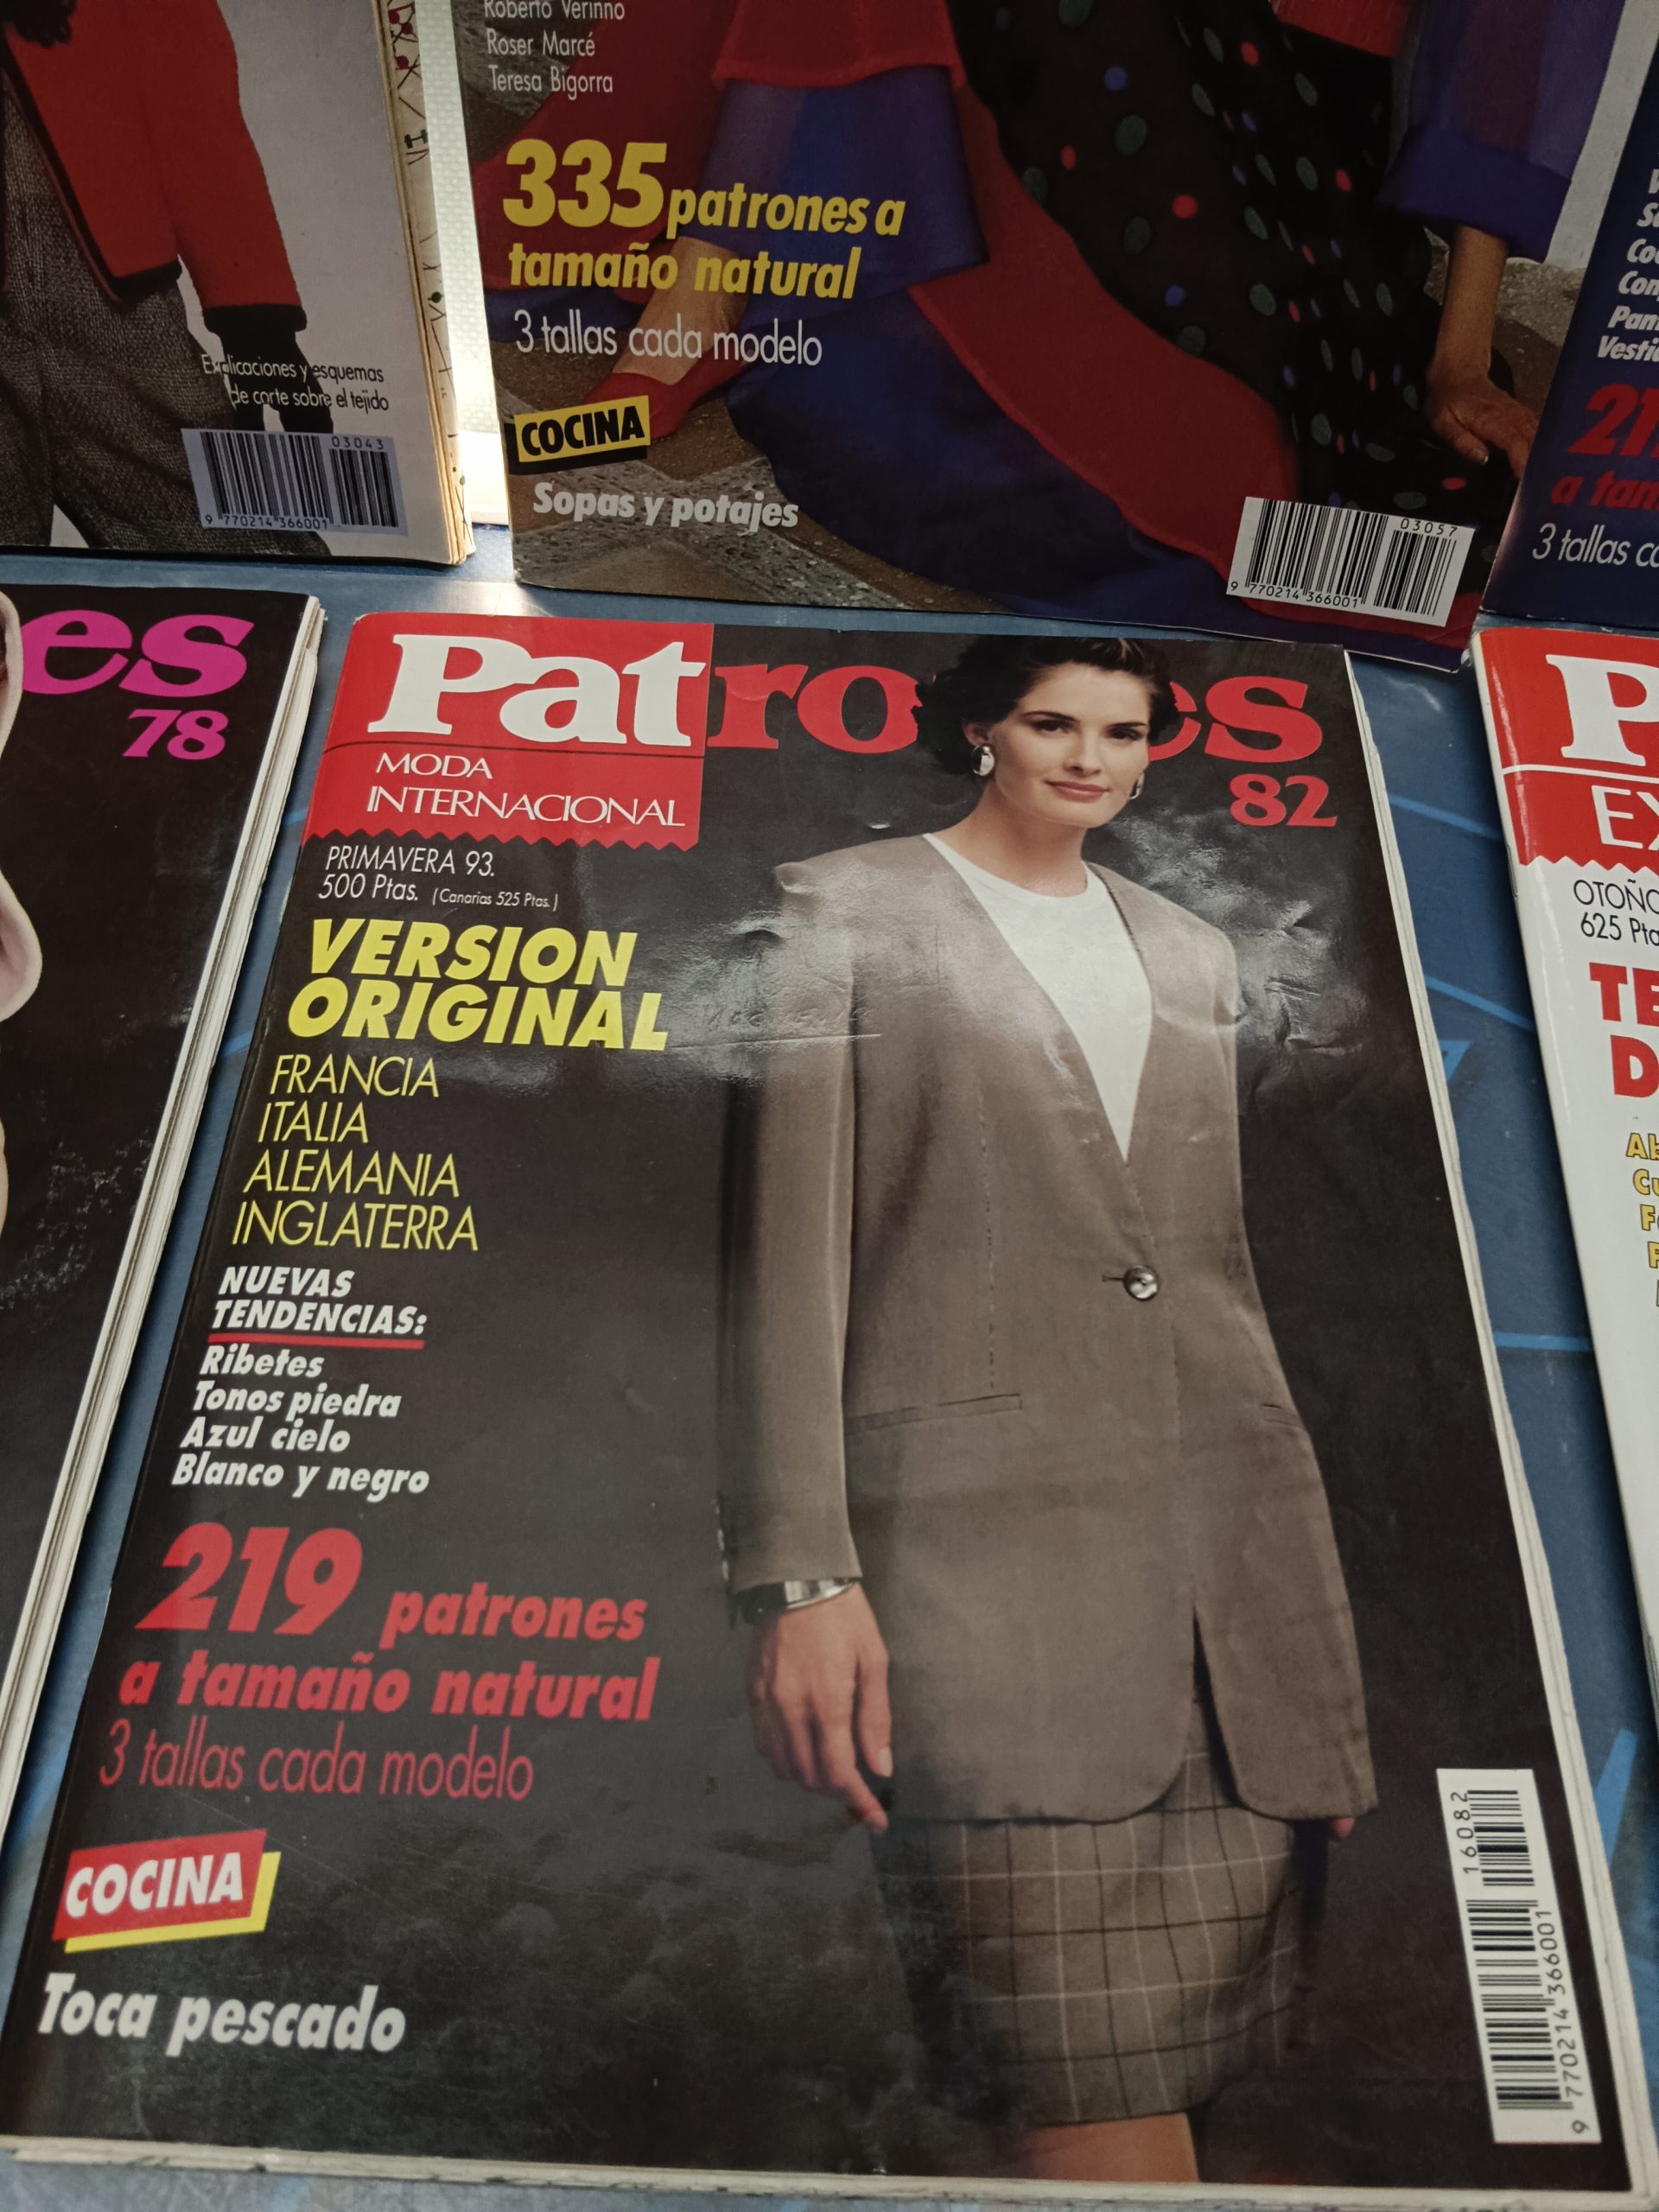 Roberto Verinno
Roser Marcé
Teresa Bigorra
335 patrones a
tamaño natural
3 tallas cada modelo
COCINA
Sopas y potajes
03057
9 770214 366001
Explicaciones y esquemas
de corte sobre el tejido
03043
9 770214 366001
3 tallas
78
Patrones
82
MODA
INTERNACIONAL
PRIMAVERA 93.
500 Ptas. (Canarias 525 Ptas.)
VERSION
ORIGINAL
FRANCIA
ITALIA
ALEMANIA
INGLATERRA
NUEVAS
TENDENCIAS:
Ribetes
Tonos piedra
Azul cielo
Blanco y negro
219 patrones
a tamaño natural
3 tallas cada modelo
COCINA
Toca pescado
16082
9 770214 366001
625